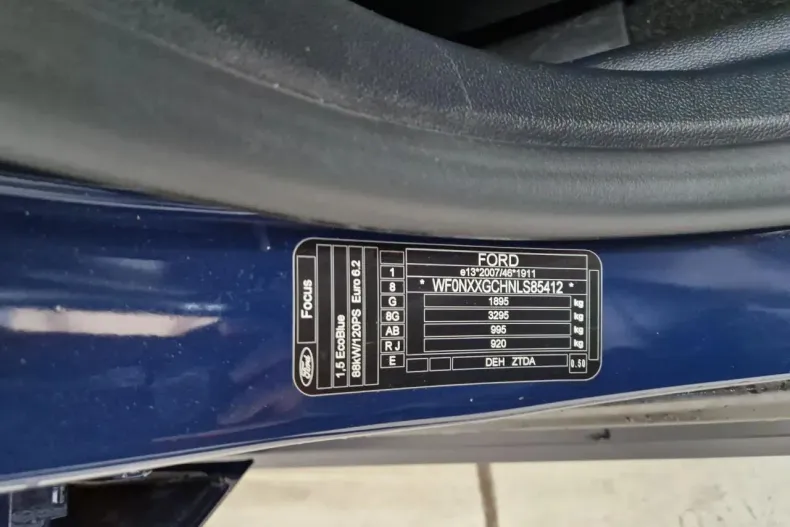 FORD
e13*2007/46*1911
* WF0NXXGCHNLS85412 *
1895 kg
3295 kg
995 kg
920 kg
DEH ZTDA
0.50
1
8
G
8G
AB
RJ
E
Focus
1,5 EcoBlue
88kW/120PS Euro 6.2
Ford